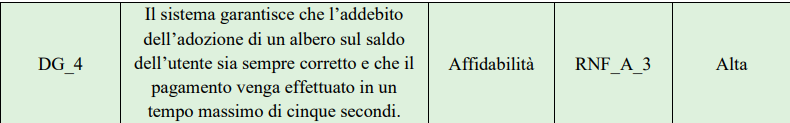 Il sistema garantisce che l’addebito
dell’adozione di un albero sul saldo
DG_4 dell’utente sia sempre corretto e che il Affidabilità RNF_A_3 Alta
pagamento venga effettuato in un
tempo massimo di cinque secondi.